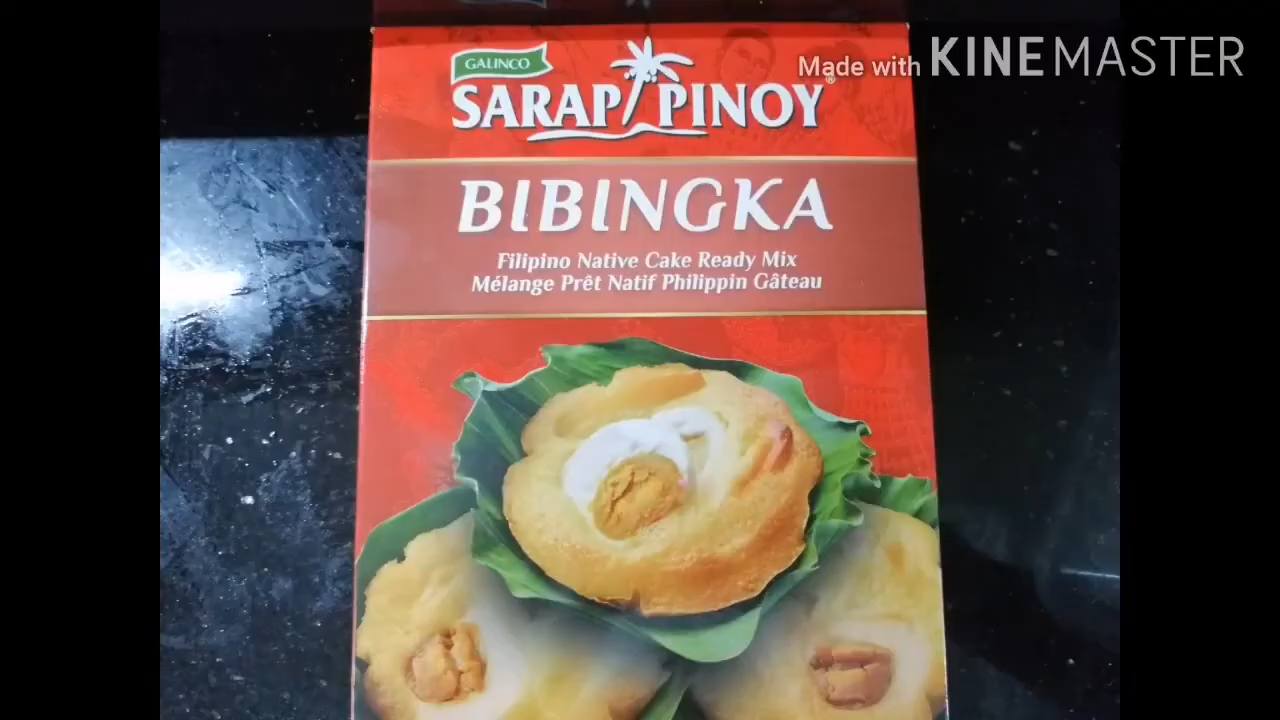 Made with KINEMASTER
GALINCO
SARAP PINOY®
BIBINGKA
Filipino Native Cake Ready Mix
Mélange Prêt Natif Philippin Gâteau